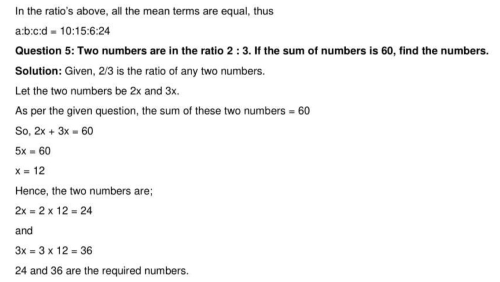 In the ratio's above, all the mean terms are equal, thus
a:b:c:d = 10:15:6:24
Question 5: Two numbers are in the ratio 2 : 3. If the sum of numbers is 60, find the numbers.
Solution: Given, 2/3 is the ratio of any two numbers.
Let the two numbers be 2x and 3x.
As per the given question, the sum of these two numbers = 60
So, 2x + 3x = 60
5x = 60
x = 12
Hence, the two numbers are;
2x = 2 x 12 = 24
and
3x = 3 x 12 = 36
24 and 36 are the required numbers.